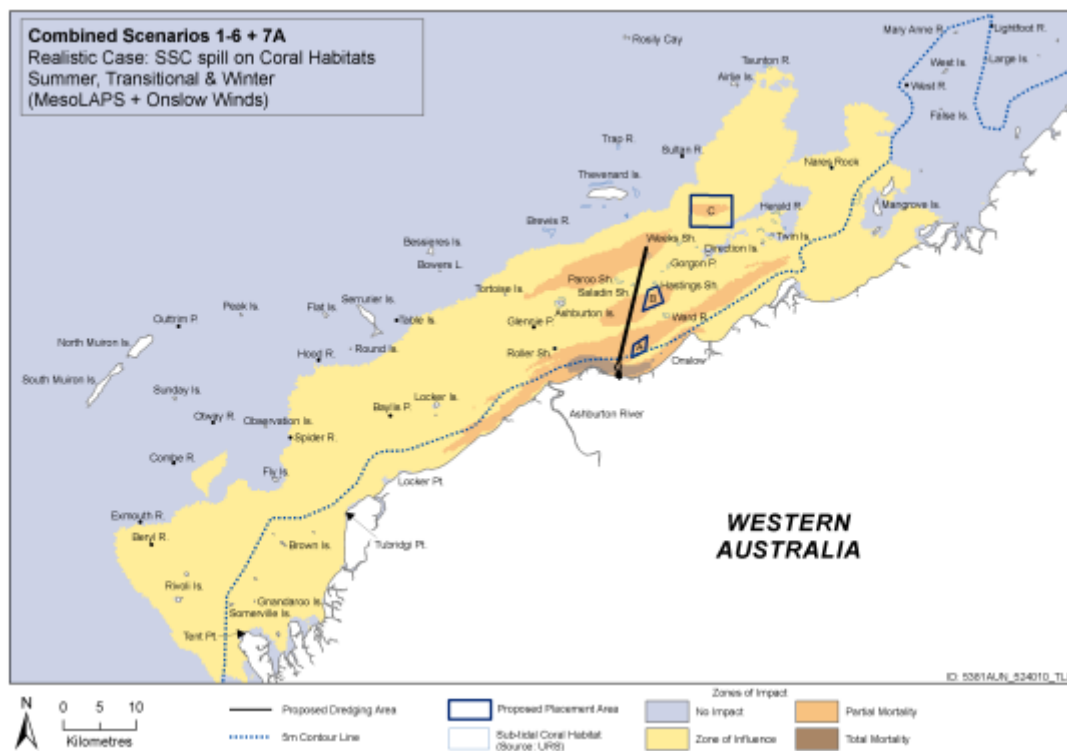 Combined Scenarios 1-6 + 7A
Realistic Case: SSC spill on Coral Habitats
Summer, Transitional & Winter
(MesoLAPS + Onslow Winds)
Rosily Cay
Mary Anne R.
Lightfoot R.
Taunton R.
West Is.
Large Is.
Airlie Is.
West R.
False Is.
Trap R.
Sultan R.
Nares Rock
Thevenard Is.
Mangrove Is.
C
Herald R.
Brewis R.
Weeks Sh.
Twin Is.
Bessieres Is.
Direction Is.
Bowers L.
Gorgon P.
Paroo Sh.
Hastings Sh.
Saladin Sh.
Tortoise Is.
B
Serrurier Is.
Peak Is.
Flat Is.
Ashburton Is.
Ward R.
Outtrim P.
Table Is.
Glennie P.
North Muiron Is.
Round Is.
Roller Sh.
A
Hood R.
Onslow
South Muiron Is.
Sunday Is.
Locker Is.
Baylis P.
Ashburton River
Otway R.
Observation Is.
Spider R.
Combe R.
Fly Is.
Locker Pt.
Exmouth R.
WESTERN
AUSTRALIA
Beryl R.
Brown Is.
Tubridgi Pt.
Rivoli Is.
Gnandaroo Is.
Somerville Is.
Tent Pt.
ID: 5381AUN_524010_TL
N
0 5 10
Kilometres
Proposed Dredging Area
5m Contour Line
Proposed Placement Area
Sub-tidal Coral Habitat
(Source: URS)
Zones of Impact
No Impact
Partial Mortality
Zone of Influence
Total Mortality